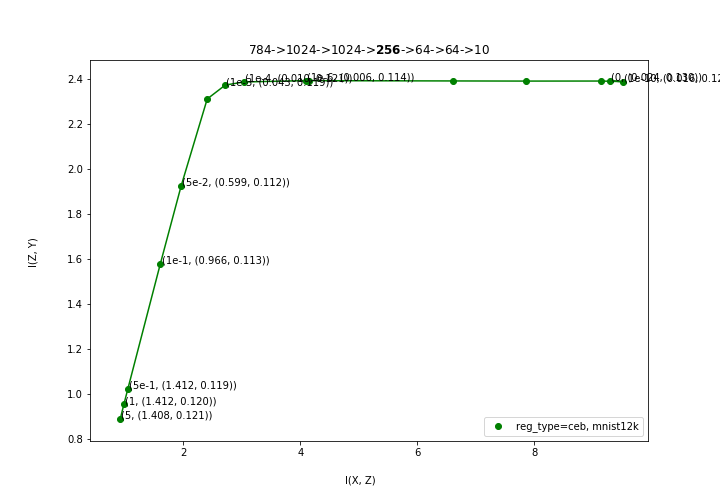 784->1024->1024->256->64->64->10
2.4
2.2
2.0
1.8
1.6
1.4
1.2
1.0
0.8
I(Z, Y)
(5e-2, (0.599, 0.112))
(1e-1, (0.966, 0.113))
(5e-1, (1.412, 0.119))
(1, (1.412, 0.120))
(5, (1.408, 0.121))
reg_type=ceb, mnist12k
2 4 6 8
I(X, Z)